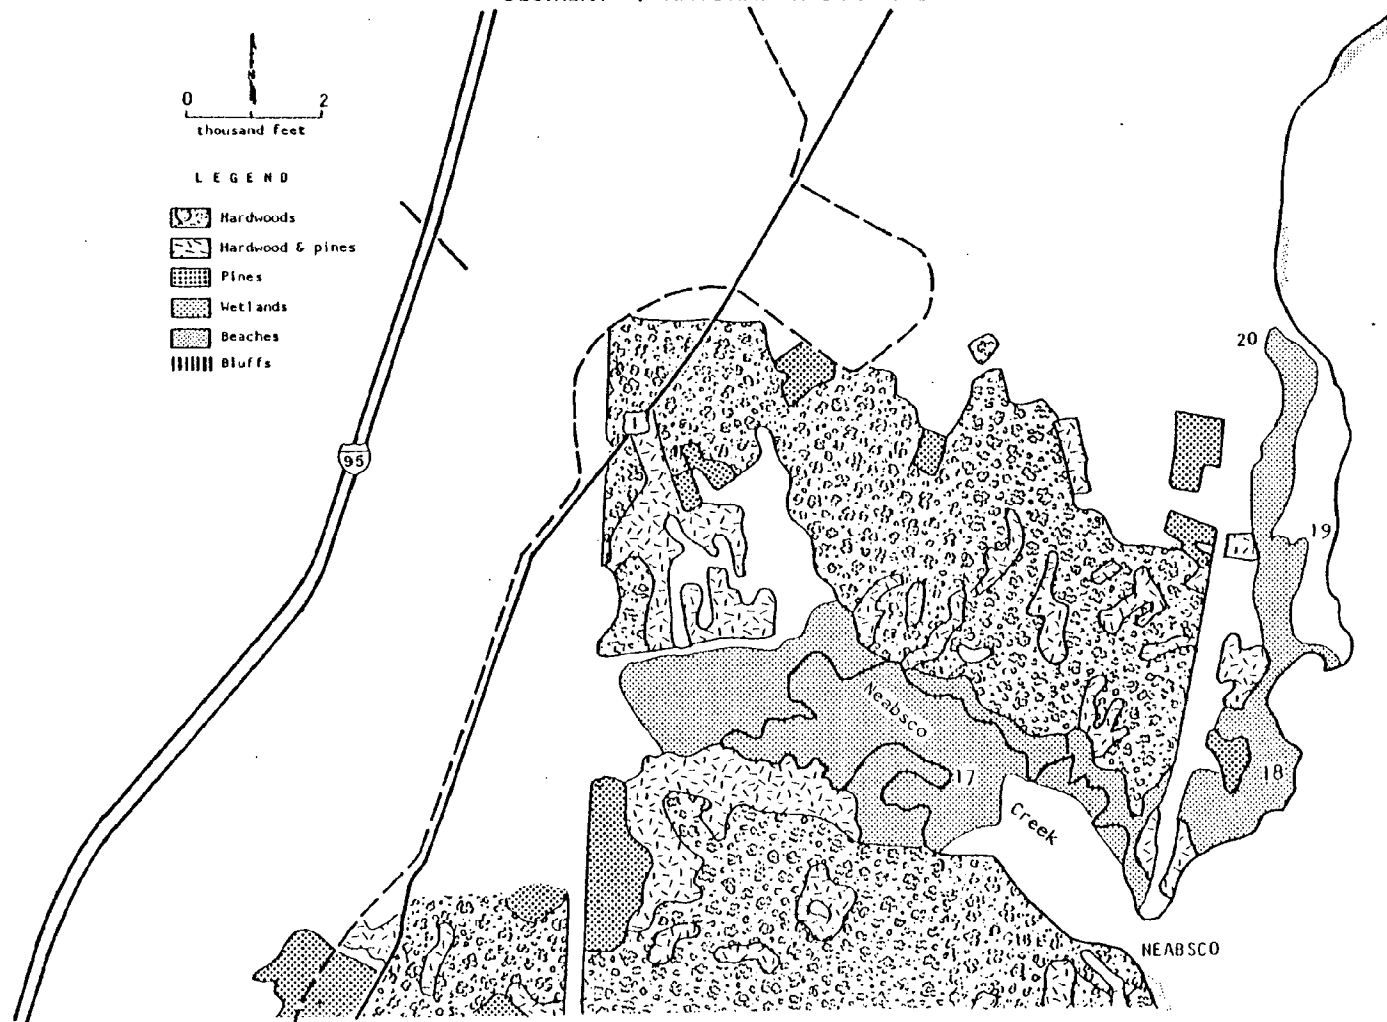 N
0 2
thousand feet
LEGEND
Hardwoods
Hardwood & pines
Pines
Wetlands
Beaches
Bluffs
95
1
20
19
18
17
Neabsco
Creek
NEABSCO